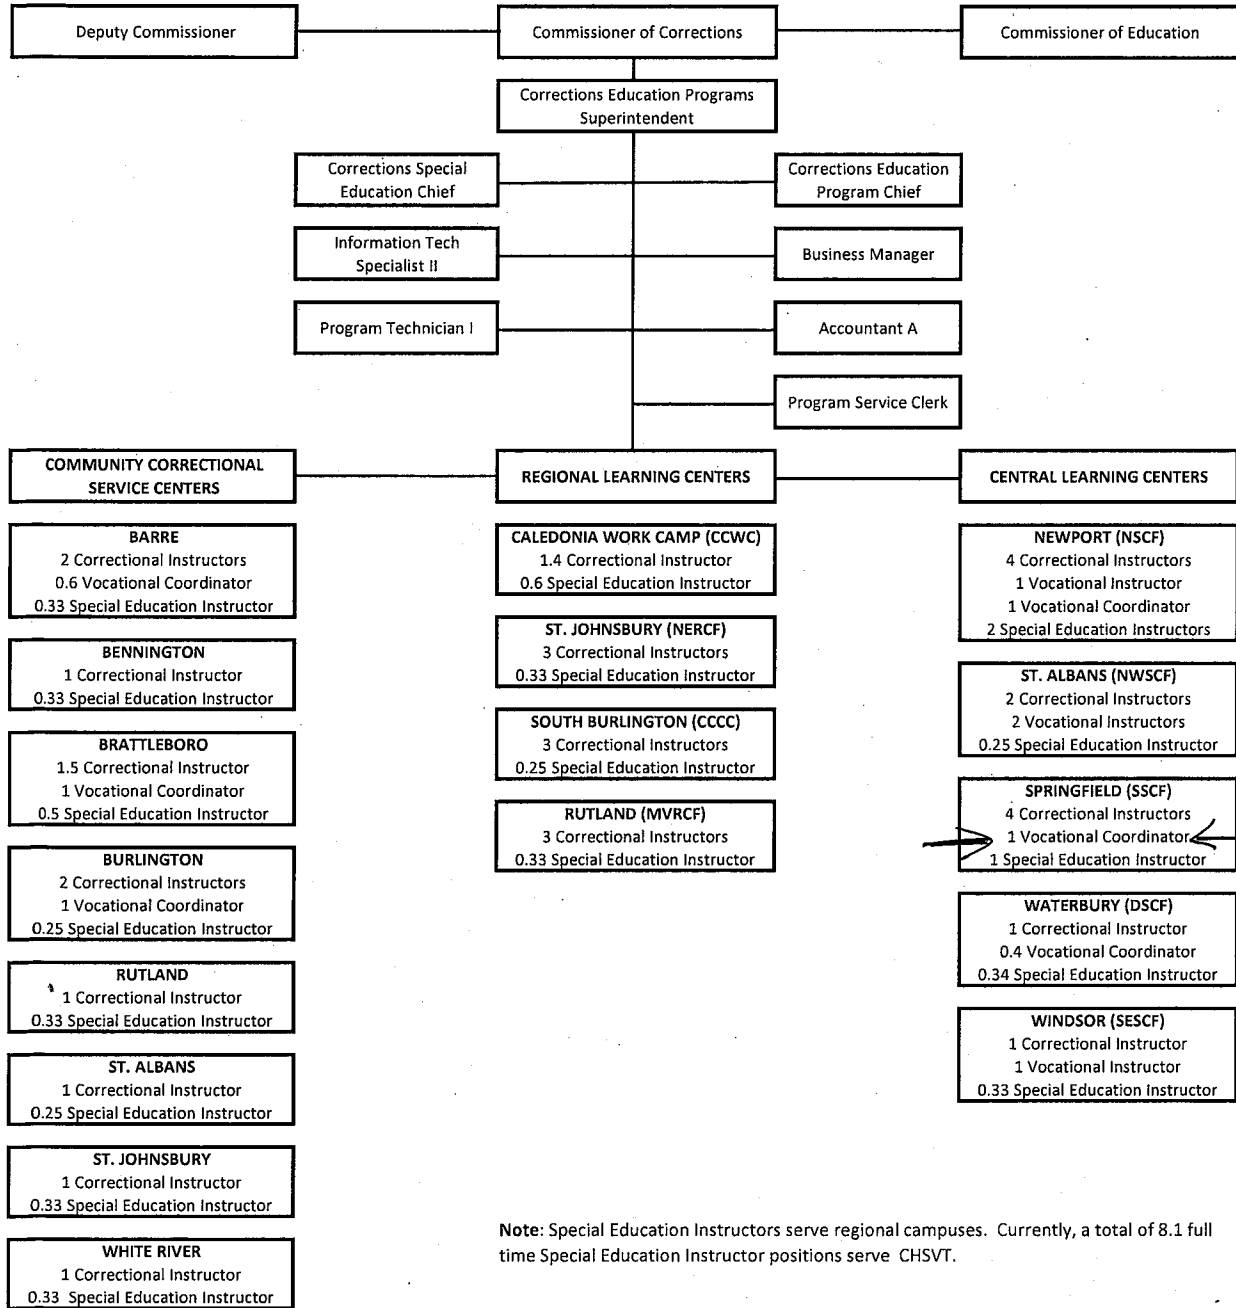 Deputy Commissioner
Commissioner of Corrections
Commissioner of Education
Corrections Education Programs
Superintendent
Corrections Special
Education Chief
Corrections Education
Program Chief
Information Tech
Specialist II
Business Manager
Program Technician I
Accountant A
Program Service Clerk
COMMUNITY CORRECTIONAL
SERVICE CENTERS
REGIONAL LEARNING CENTERS
CENTRAL LEARNING CENTERS
BARRE
2 Correctional Instructors
0.6 Vocational Coordinator
0.33 Special Education Instructor
BENNINGTON
1 Correctional Instructor
0.33 Special Education Instructor
BRATTLEBORO
1.5 Correctional Instructor
1 Vocational Coordinator
0.5 Special Education Instructor
BURLINGTON
2 Correctional Instructors
1 Vocational Coordinator
0.25 Special Education Instructor
RUTLAND
1 Correctional Instructor
0.33 Special Education Instructor
ST. ALBANS
1 Correctional Instructor
0.25 Special Education Instructor
ST. JOHNSBURY
1 Correctional Instructor
0.33 Special Education Instructor
WHITE RIVER
1 Correctional Instructor
0.33 Special Education Instructor
CALEDONIA WORK CAMP (CCWC)
1.4 Correctional Instructor
0.6 Special Education Instructor
ST. JOHNSBURY (NERCF)
3 Correctional Instructors
0.33 Special Education Instructor
SOUTH BURLINGTON (CCCC)
3 Correctional Instructors
0.25 Special Education Instructor
RUTLAND (MVRCF)
3 Correctional Instructors
0.33 Special Education Instructor
NEWPORT (NSCF)
4 Correctional Instructors
1 Vocational Instructor
1 Vocational Coordinator
2 Special Education Instructors
ST. ALBANS (NWSCF)
2 Correctional Instructors
2 Vocational Instructors
0.25 Special Education Instructor
SPRINGFIELD (SSCF)
4 Correctional Instructors
1 Vocational Coordinator
1 Special Education Instructor
WATERBURY (DSCF)
1 Correctional Instructor
0.4 Vocational Coordinator
0.34 Special Education Instructor
WINDSOR (SESCF)
1 Correctional Instructor
1 Vocational Instructor
0.33 Special Education Instructor
Note: Special Education Instructors serve regional campuses. Currently, a total of 8.1 full
time Special Education Instructor positions serve CHSVT.